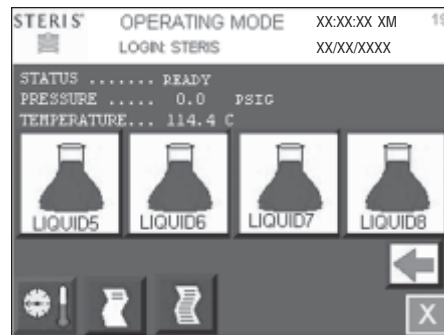 STERIS®
OPERATING MODE
XX:XX:XX XM
19
LOGIN: STERIS
XX/XX/XXXX
STATUS ....... READY
PRESSURE ..... 0.0 PSIG
TEMPERATURE... 114.4 C
LIQUID5
LIQUID6
LIQUID7
LIQUID8
X